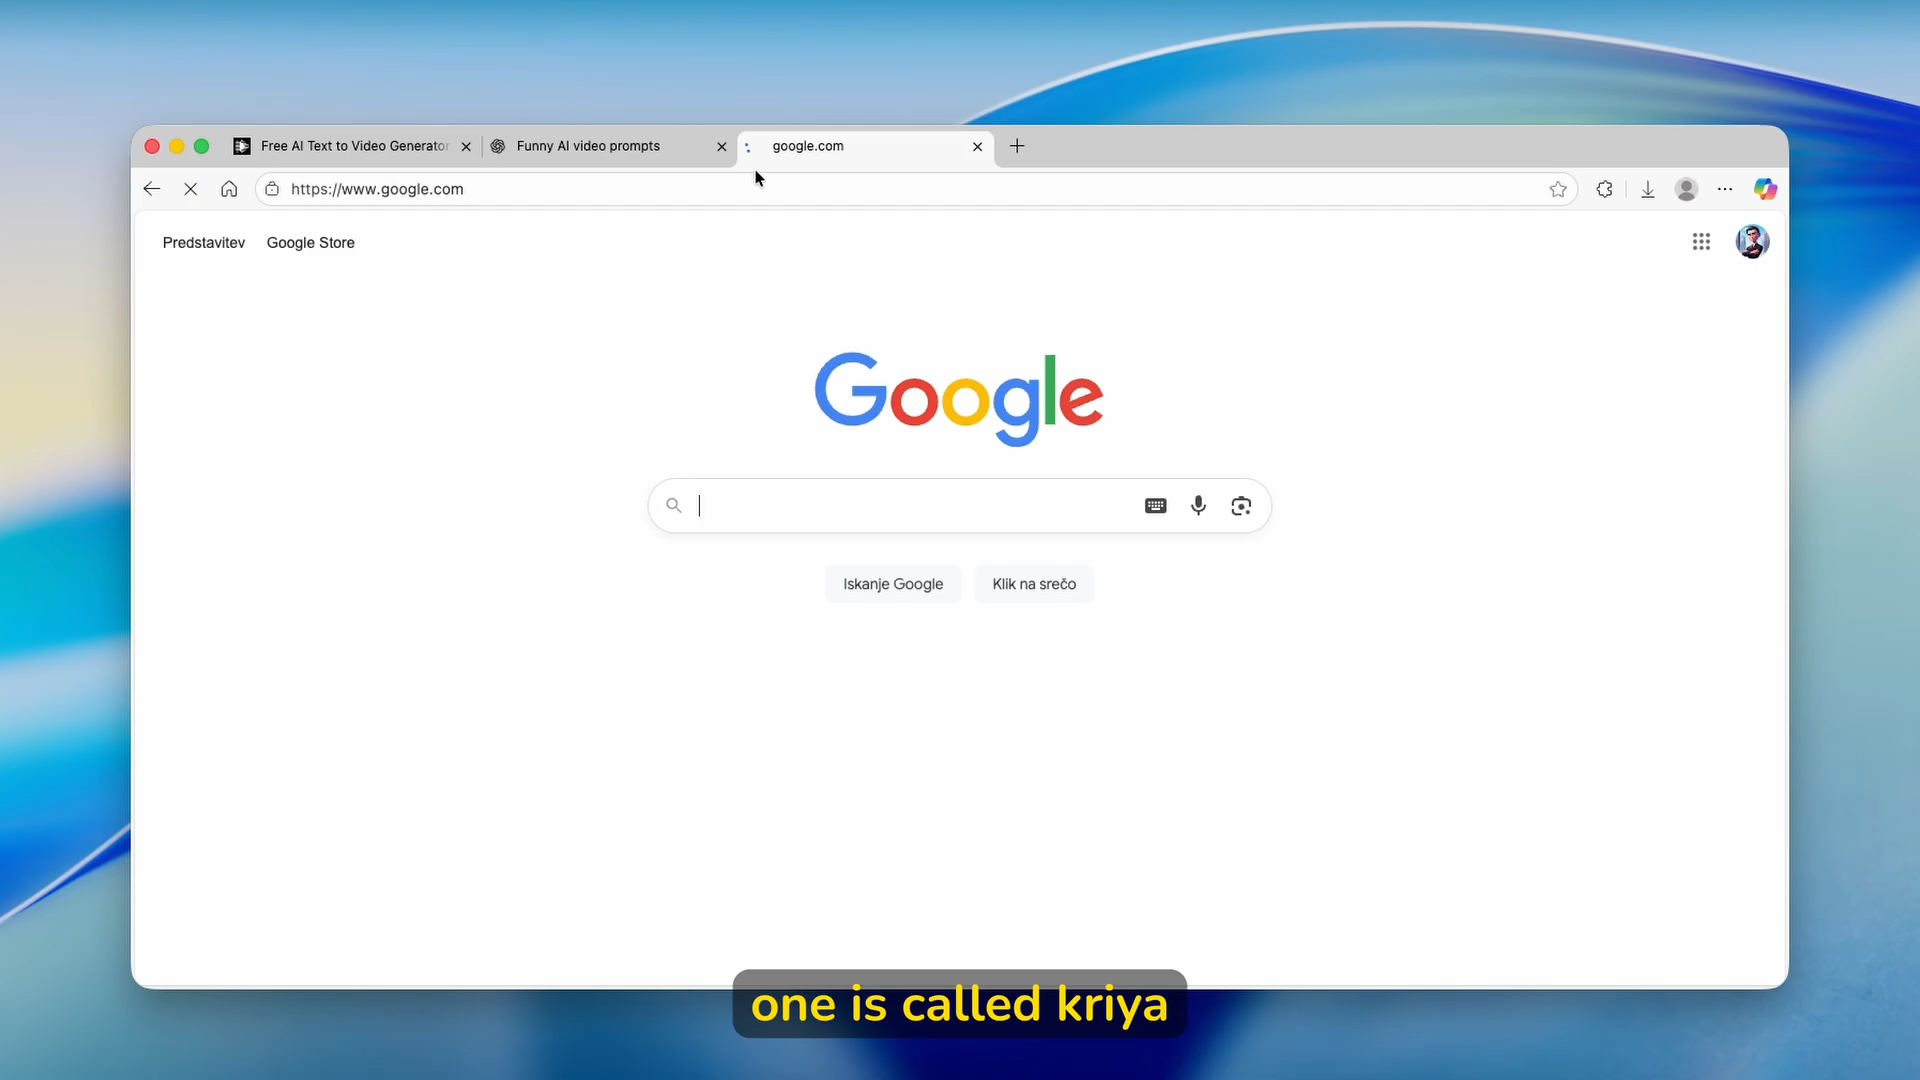 Free AI Text to Video Generator
Funny AI video prompts
google.com
https://www.google.com
Predstavitev
Google Store
Google
Iskanje Google
Klik na srečo
one is called kriya